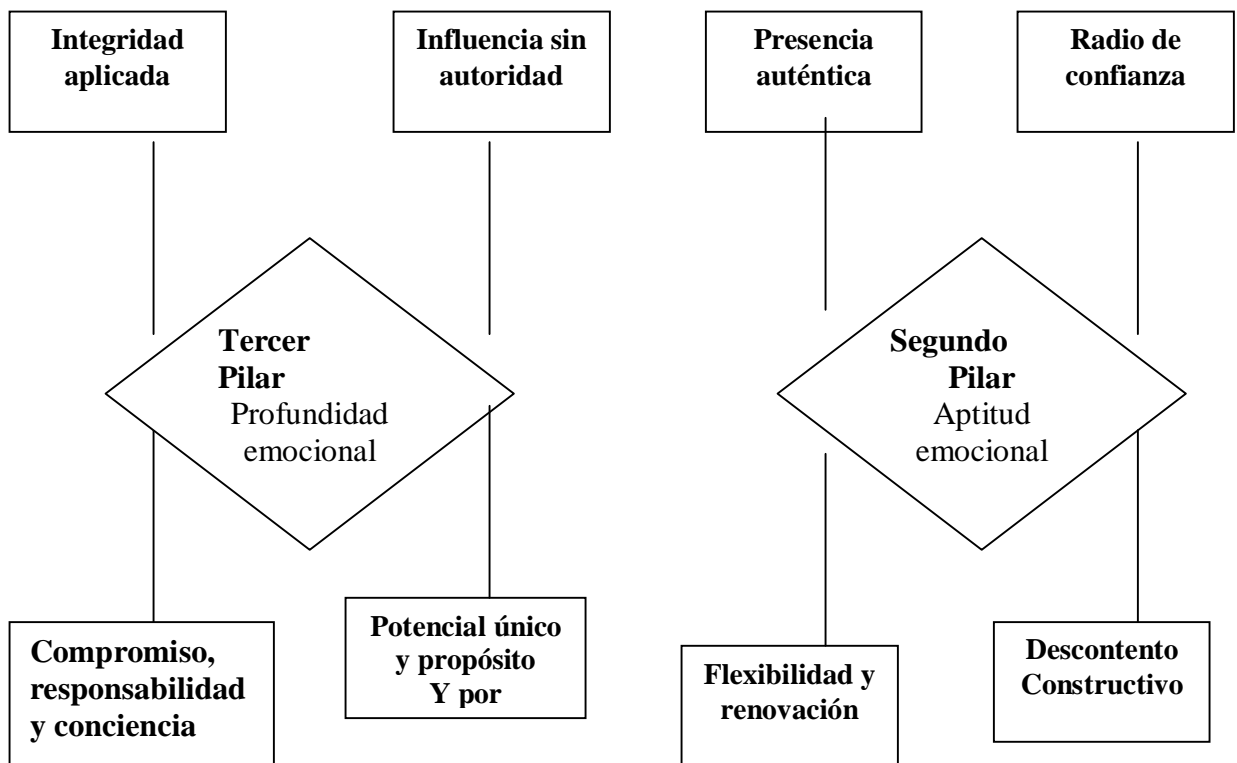 Integridad
aplicada
Influencia sin
autoridad
Presencia
auténtica
Radio de
confianza
Tercer
Pilar
Profundidad
emocional
Segundo
Pilar
Aptitud
emocional
Compromiso,
responsabilidad
y conciencia
Potencial único
y propósito
Y por
Flexibilidad y
renovación
Descontento
Constructivo